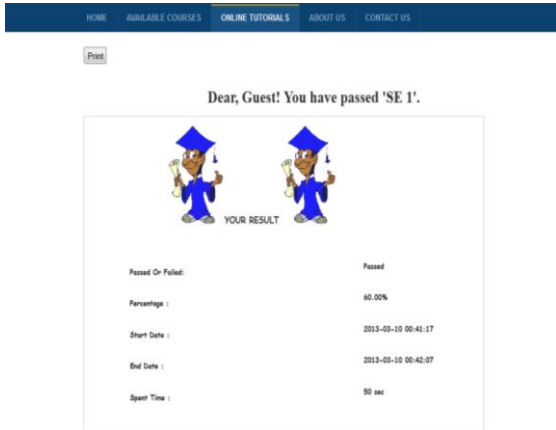 HOME AVAILABLE COURSES ONLINE TUTORIALS ABOUT US CONTACT US
Print
Dear, Guest! You have passed 'SE 1'.
YOUR RESULT
Passed Or Failed: Passed
Percentage : 60.00%
Start Date : 2013-03-10 00:41:17
End Date : 2013-03-10 00:42:07
Spent Time : 50 sec